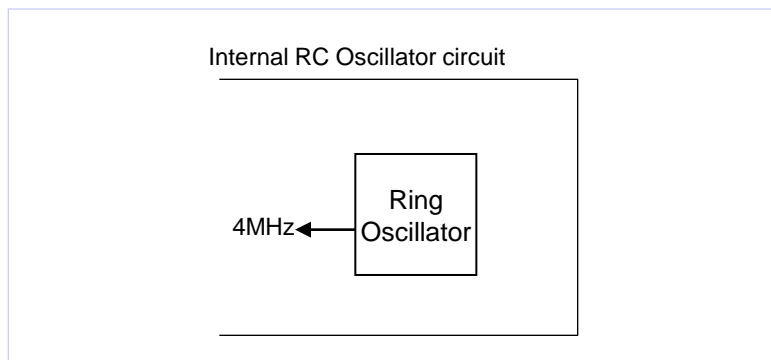 Internal RC Oscillator circuit
Ring
4MHz
Oscillator